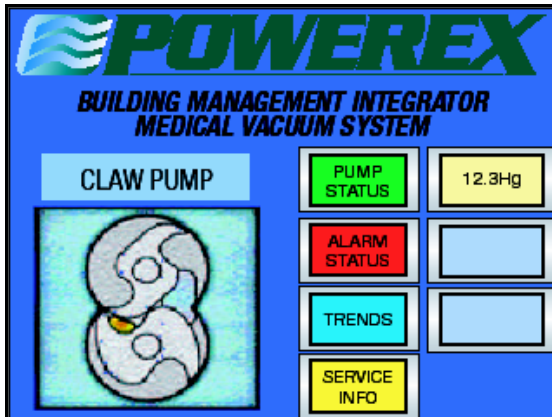 POWEREX
BUILDING MANAGEMENT INTEGRATOR
MEDICAL VACUUM SYSTEM
CLAW PUMP
PUMP
STATUS
12.3Hg
ALARM
STATUS
TRENDS
SERVICE
INFO